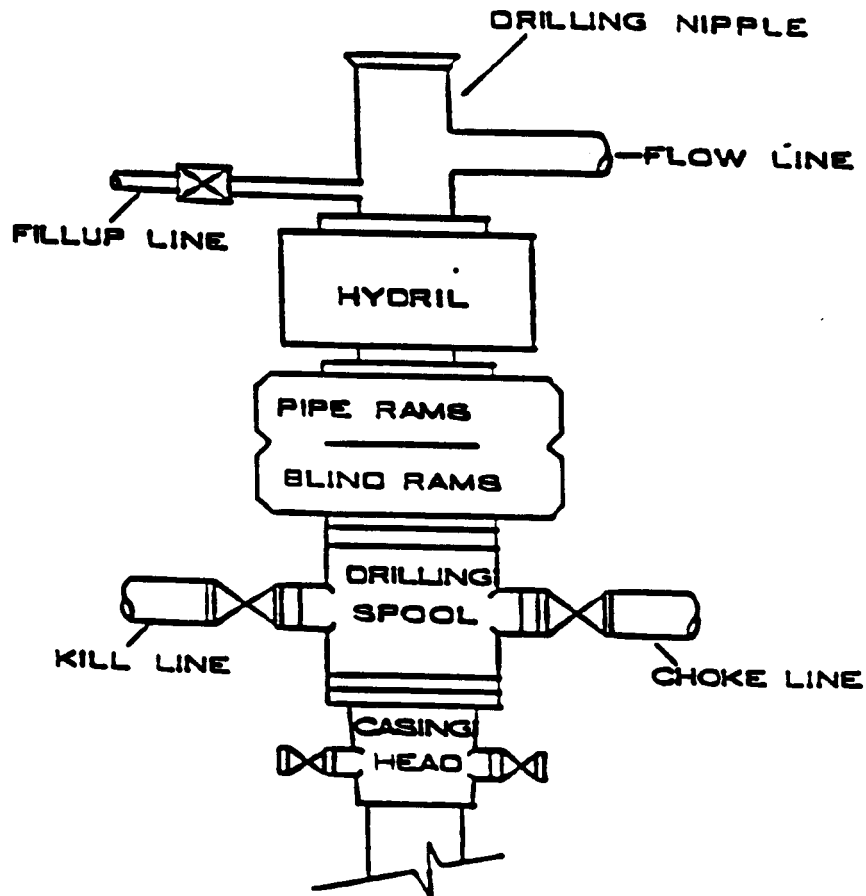 DRILLING NIPPLE
FLOW LINE
FILLUP LINE
HYDRIL
PIPE RAMS
BLIND RAMS
DRILLING
SPOOL
KILL LINE
CHOKE LINE
CASING
HEAD